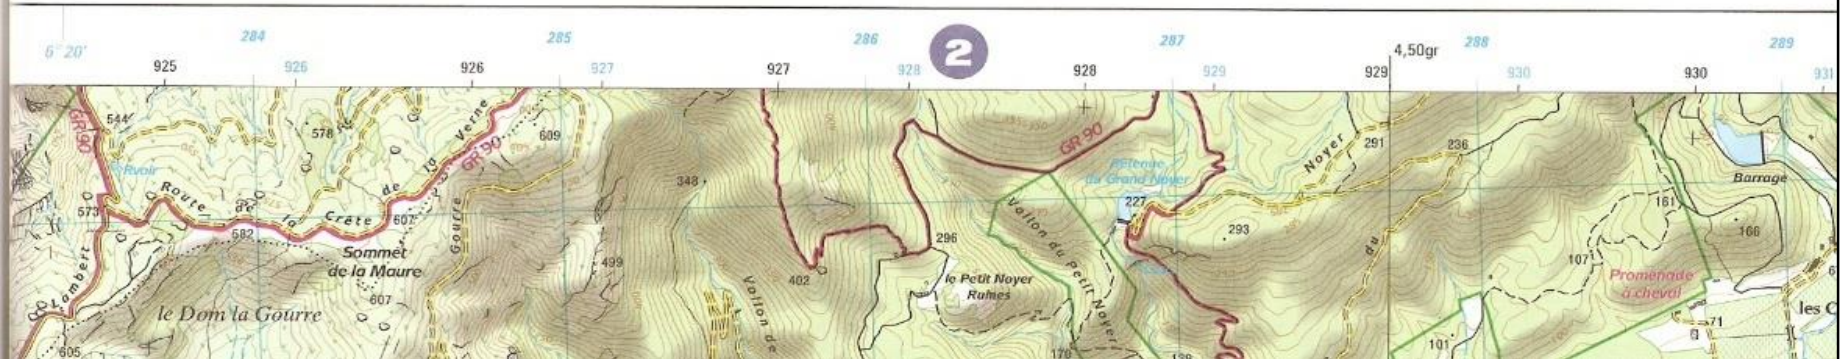 284 285 286 2 287 288 289
6° 20' 4,50gr
925 926 926 927 927 928 928 929 929 930 930 931
544
GR 90
578
Verne
GR 90
609
GR 90
Noyer
291
236
Rvoir
Retenue
du Grand Noyer
Barrage
348
Route de la Crête de la
573
607
582
Gourre
Vallon du Petit Noyer
227
293
161
166
Sommet
de la Maure
499
296
du
107
Lambert
607
402
le Petit Noyer
Ruines
Promenade
à cheval
le Dom la Gourre
Vallon de
les C
71
605
170
138
101